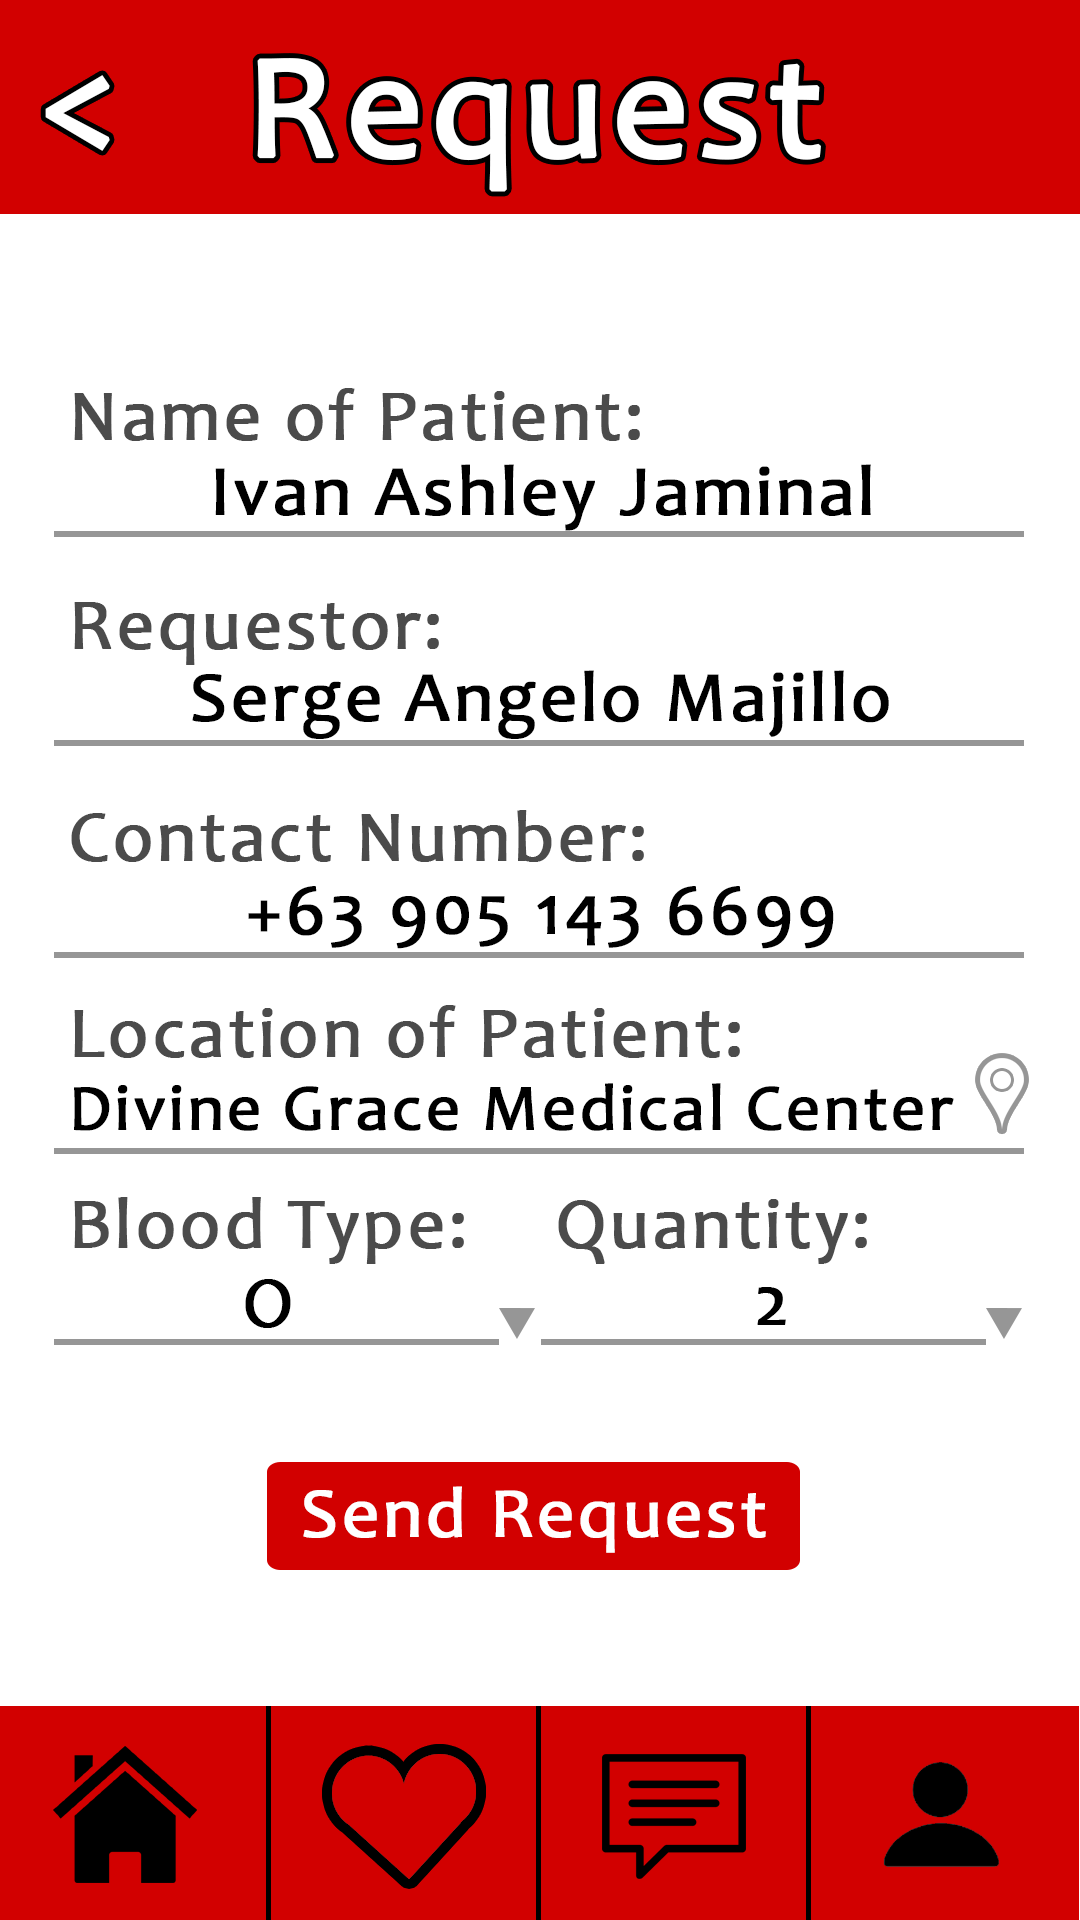 < Request
Name of Patient:
Ivan Ashley Jaminal
Requestor:
Serge Angelo Majillo
Contact Number:
+63 905 143 6699
Location of Patient:
Divine Grace Medical Center
Blood Type: Quantity:
O 2
Send Request